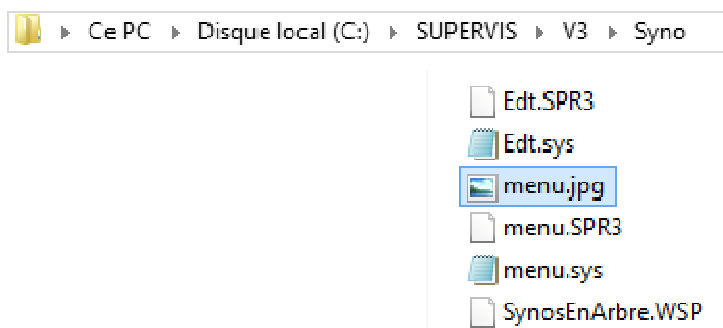 Ce PC Disque local (C:) SUPERVIS V3 Syno
Edt.SPR3
Edt.sys
menu.jpg
menu.SPR3
menu.sys
SynosEnArbre.WSP